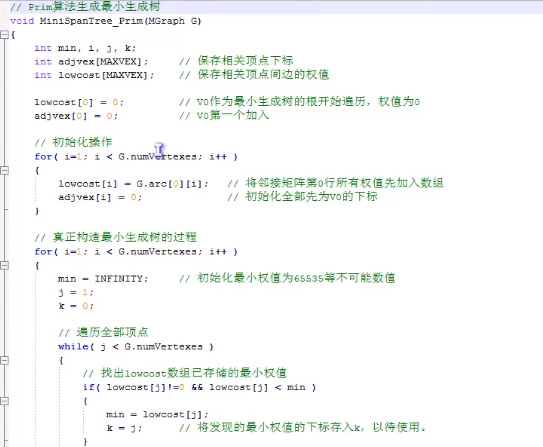 // Prim算法生成最小生成树
void MiniSpanTree_Prim(MGraph G)
{
int min, i, j, k;
int adjvex[MAXVEX]; // 保存相关顶点下标
int lowcost[MAXVEX]; // 保存相关顶点间边的权值
lowcost[0] = 0; // V0作为最小生成树的根开始遍历，权值为0
adjvex[0] = 0; // V0第一个加入
// 初始化操作
for( i=1; i < G.numVertexes; i++ )
{
lowcost[i] = G.arc[0][i]; // 将邻接矩阵第0行所有权值先加入数组
adjvex[i] = 0; // 初始化全部先为V0的下标
}
// 真正构造最小生成树的过程
for( i=1; i < G.numVertexes; i++ )
{
min = INFINITY; // 初始化最小权值为65535等不可能数值
j = 1;
k = 0;
// 遍历全部顶点
while( j < G.numVertexes )
{
// 找出lowcost数组已存储的最小权值
if( lowcost[j]!=0 && lowcost[j] < min )
{
min = lowcost[j];
k = j; // 将发现的最小权值的下标存入k，以待使用。
}